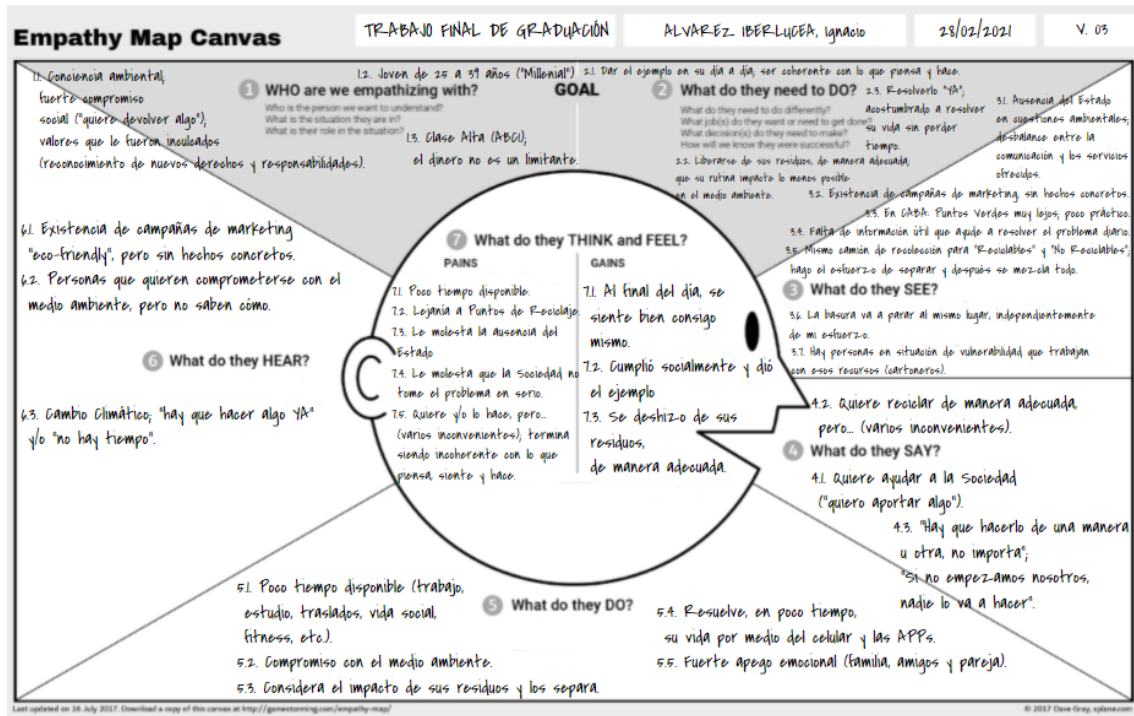 Empathy Map Canvas
TRABAJO FINAL DE GRADUACIÓN
ALVAREZ IBERLUCEA, Ignacio
28/02/2021
V. 03
1.1. Conciencia ambiental;
fuerte compromiso
social ("quiere devolver algo");
valores que le fueron inculcados
(reconocimiento de nuevos derechos y responsabilidades).
1.2. Joven de 25 a 39 años ("Millenial")
1 WHO are we empathizing with?
Who is the person we want to understand?
What is the situation they are in?
What is their role in the situation?
1.3. Clase Alta (ABC1);
el dinero no es un limitante.
GOAL
2.1. Dar el ejemplo en su día a día, ser coherente con lo que piensa y hace.
2 What do they need to DO?
What do they need to do differently?
What job(s) do they want or need to get done?
What decision(s) do they need to make?
How will we know they were successful?
2.3. Resolverlo "YA";
acostumbrado a resolver
su vida sin perder
tiempo.
2.2. Liberarse de sus residuos, de manera adecuada;
que su rutina impacte lo menos posible
en el medio ambiente.
3.1. Ausencia del Estado
en cuestiones ambientales;
desbalance entre la
comunicación y los servicios
ofrecidos.
3.2. Existencia de campañas de marketing, sin hechos concretos.
3.3. En CABA: Puntos Verdes muy lejos; poco práctico.
3.4. Falta de información útil que ayude a resolver el problema diario.
3.5. Mismo camión de recolección para "Reciclables" y "No Reciclables";
hago el esfuerzo de separar y después se mezcla todo.
3 What do they SEE?
3.6. La basura va a parar al mismo lugar, independientemente
de mi esfuerzo.
3.7. Hay personas en situación de vulnerabilidad que trabajan
con esos recursos (cartoneros).
4.2. Quiere reciclar de manera adecuada,
pero... (varios inconvenientes).
4 What do they SAY?
4.1. Quiere ayudar a la Sociedad
("quiero aportar algo").
4.3. "Hay que hacerlo de una manera
u otra, no importa";
"Si no empezamos nosotros,
nadie lo va a hacer".
5.1. Poco tiempo disponible (trabajo,
estudio, traslados, vida social,
fitness, etc.).
5.2. Compromiso con el medio ambiente.
5.3. Considera el impacto de sus residuos y los separa.
5 What do they DO?
5.4. Resuelve, en poco tiempo,
su vida por medio del celular y las APPs.
5.5. Fuerte apego emocional (familia, amigos y pareja).
6.1. Existencia de campañas de marketing
"eco-friendly", pero sin hechos concretos.
6.2. Personas que quieren comprometerse con el
medio ambiente, pero no saben cómo.
6 What do they HEAR?
6.3. Cambio Climático; "hay que hacer algo YA"
y/o "no hay tiempo".
7 What do they THINK and FEEL?
PAINS
7.1. Poco tiempo disponible.
7.2. Lejanía a Puntos de Reciclaje.
7.3. Le molesta la ausencia del
Estado
7.4. Le molesta que la Sociedad no
tome el problema en serio.
7.5. Quiere y/o lo hace, pero...
(varios inconvenientes); termina
siendo incoherente con lo que
piensa, siente y hace.
GAINS
7.1. Al final del día, se
siente bien consigo
mismo.
7.2. Cumplió socialmente y dió
el ejemplo
7.3. Se deshizo de sus
residuos,
de manera adecuada.
Last updated on 16 July 2017. Download a copy of this canvas at http://gamestorming.com/empathy-map/
© 2017 Dave Gray, xplane.com